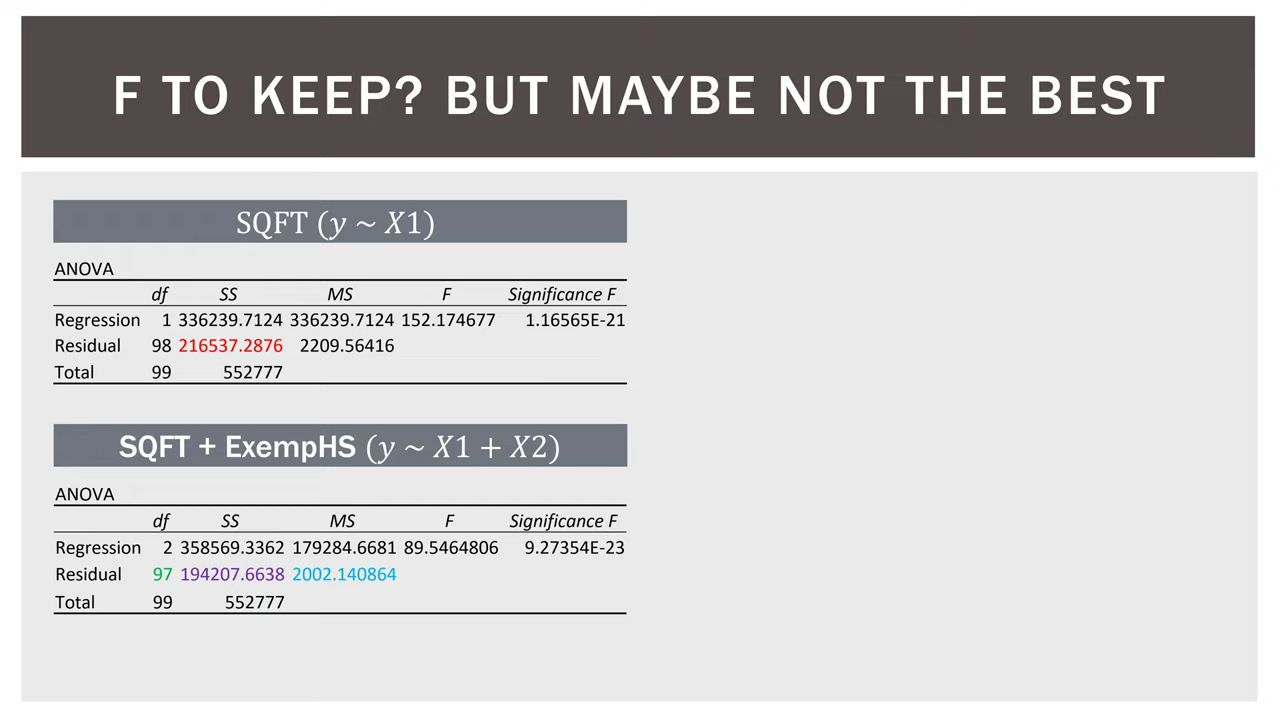 F TO KEEP? BUT MAYBE NOT THE BEST
SQFT (y ~ X1)
ANOVA
df SS MS F Significance F
Regression 1 336239.7124 336239.7124 152.174677 1.16565E-21
Residual 98 216537.2876 2209.56416
Total 99 552777
SQFT + ExempHS (y ~ X1 + X2)
ANOVA
df SS MS F Significance F
Regression 2 358569.3362 179284.6681 89.5464806 9.27354E-23
Residual 97 194207.6638 2002.140864
Total 99 552777